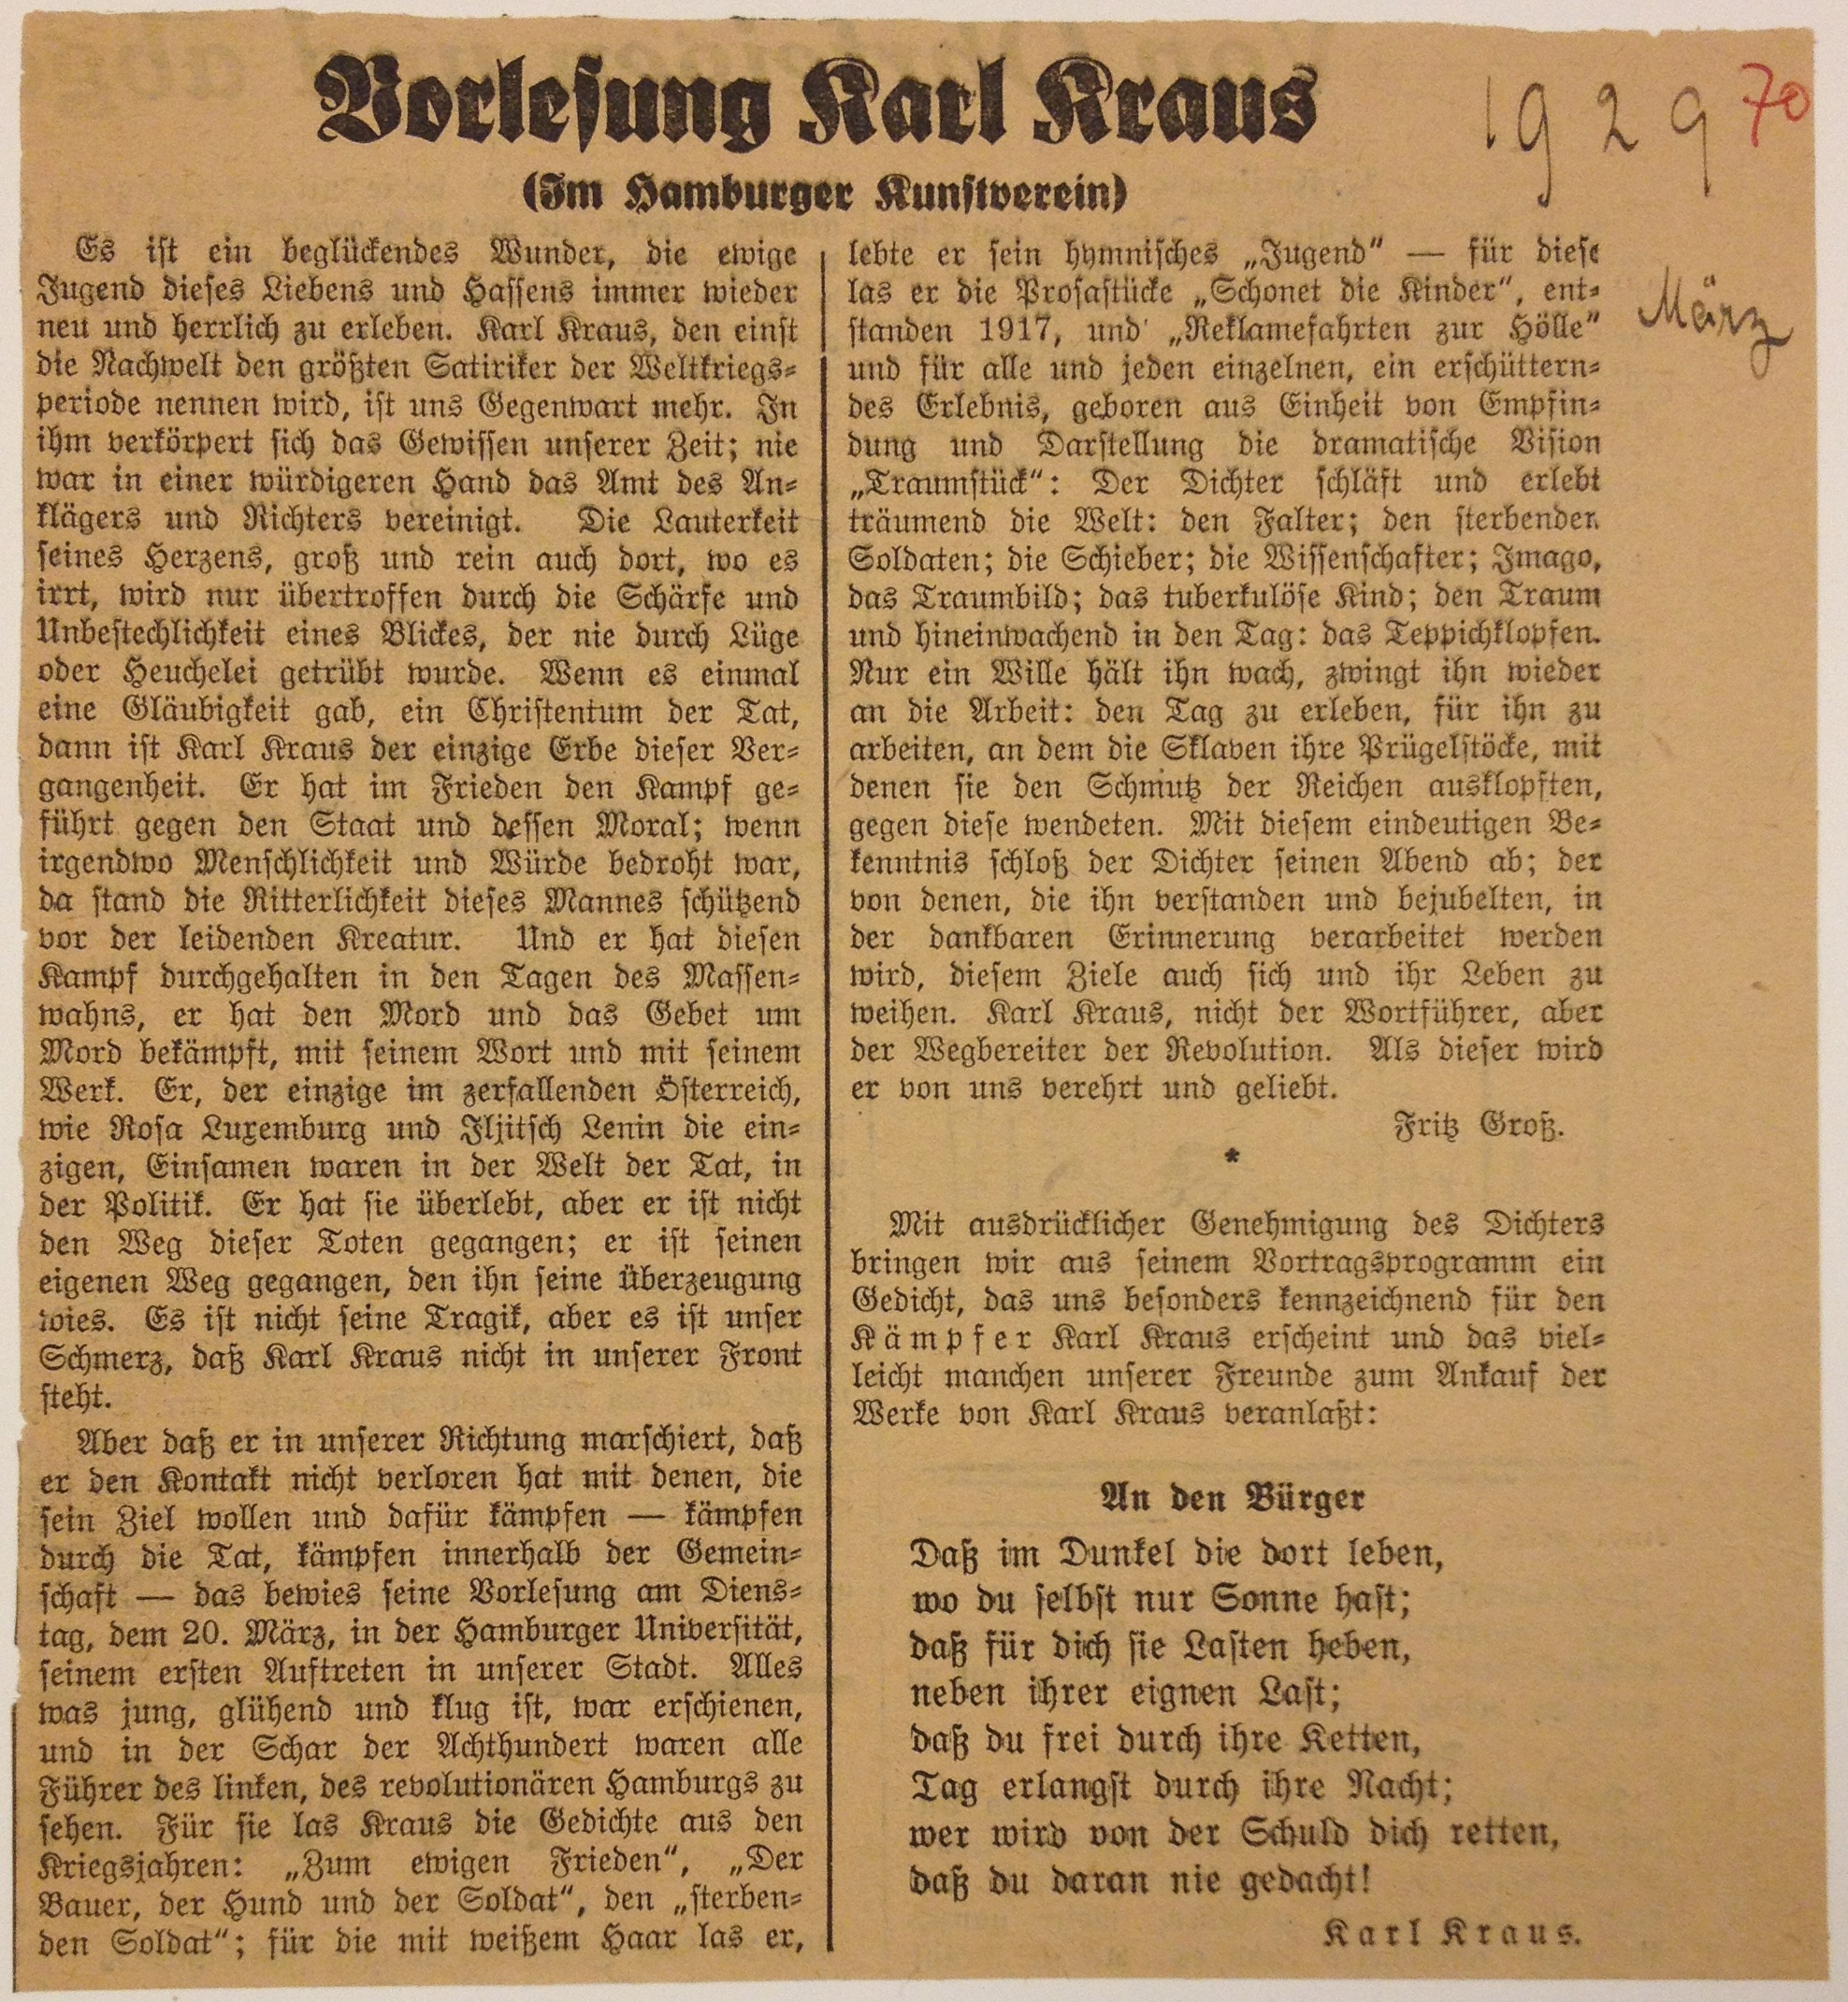 Vorlesung Karl Kraus
1929
70
(Im Hamburger Kunstverein)
März
Es ist ein beglückendes Wunder, die ewige
Jugend dieses Liebens und Hassens immer wieder
neu und herrlich zu erleben. Karl Kraus, den einst
die Nachwelt den größten Satiriker der Weltkriegs-
periode nennen wird, ist uns Gegenwart mehr. In
ihm verkörpert sich das Gewissen unserer Zeit; nie
war in einer würdigeren Hand das Amt des An-
klägers und Richters vereinigt. Die Lauterkeit
seines Herzens, groß und rein auch dort, wo es
irrt, wird nur übertroffen durch die Schärfe und
Unbestechlichkeit eines Blickes, der nie durch Lüge
oder Heuchelei getrübt wurde. Wenn es einmal
eine Gläubigkeit gab, ein Christentum der Tat,
dann ist Karl Kraus der einzige Erbe dieser Ver-
gangenheit. Er hat im Frieden den Kampf ge-
führt gegen den Staat und dessen Moral; wenn
irgendwo Menschlichkeit und Würde bedroht war,
da stand die Ritterlichkeit dieses Mannes schützend
vor der leidenden Kreatur. Und er hat diesen
Kampf durchgehalten in den Tagen des Massen-
wahns, er hat den Mord und das Gebet um
Mord bekämpft, mit seinem Wort und mit seinem
Werk. Er, der einzige im zerfallenden Österreich,
wie Rosa Luxemburg und Iljitsch Lenin die ein-
zigen, Einsamen waren in der Welt der Tat, in
der Politik. Er hat sie überlebt, aber er ist nicht
den Weg dieser Toten gegangen; er ist seinen
eigenen Weg gegangen, den ihn seine Überzeugung
wies. Es ist nicht seine Tragik, aber es ist unser
Schmerz, daß Karl Kraus nicht in unserer Front
steht.
Aber daß er in unserer Richtung marschiert, daß
er den Kontakt nicht verloren hat mit denen, die
sein Ziel wollen und dafür kämpfen — kämpfen
durch die Tat, kämpfen innerhalb der Gemein-
schaft — das bewies seine Vorlesung am Diens-
tag, dem 20. März, in der Hamburger Universität,
seinem ersten Auftreten in unserer Stadt. Alles
was jung, glühend und klug ist, war erschienen,
und in der Schar der Achthundert waren alle
Führer des linken, des revolutionären Hamburgs zu
sehen. Für sie las Kraus die Gedichte aus den
Kriegsjahren: „Zum ewigen Frieden“, „Der
Bauer, der Hund und der Soldat“, den „sterben-
den Soldat“; für die mit weißem Haar las er,
lebte er sein hymnisches „Jugend“ — für diese
las er die Prosastücke „Schonet die Kinder“, ent-
standen 1917, und „Reklamefahrten zur Hölle“
und für alle und jeden einzelnen, ein erschüttern-
des Erlebnis, geboren aus Einheit von Empfin-
dung und Darstellung die dramatische Vision
„Traumstück“: Der Dichter schläft und erlebt
träumend die Welt: den Falter; den sterbenden
Soldaten; die Schieber; die Wissenschafter; Imago,
das Traumbild; das tuberkulöse Kind; den Traum
und hineinwachend in den Tag: das Teppichklopfen.
Nur ein Wille hält ihn wach, zwingt ihn wieder
an die Arbeit: den Tag zu erleben, für ihn zu
arbeiten, an dem die Sklaven ihre Prügelstöcke, mit
denen sie den Schmutz der Reichen ausklopften,
gegen diese wendeten. Mit diesem eindeutigen Be-
kenntnis schloß der Dichter seinen Abend ab; der
von denen, die ihn verstanden und bejubelten, in
der dankbaren Erinnerung verarbeitet werden
wird, diesem Ziele auch sich und ihr Leben zu
weihen. Karl Kraus, nicht der Wortführer, aber
der Wegbereiter der Revolution. Als dieser wird
er von uns verehrt und geliebt.
Fritz Groß.
*
Mit ausdrücklicher Genehmigung des Dichters
bringen wir aus seinem Vortragsprogramm ein
Gedicht, das uns besonders kennzeichnend für den
Kämpfer Karl Kraus erscheint und das viel-
leicht manchen unserer Freunde zum Ankauf der
Werke von Karl Kraus veranlaßt:
An den Bürger
Daß im Dunkel die dort leben,
wo du selbst nur Sonne hast;
daß für dich sie Lasten heben,
neben ihrer eignen Last;
daß du frei durch ihre Ketten,
Tag erlangst durch ihre Nacht;
wer wird von der Schuld dich retten,
daß du daran nie gedacht!
Karl Kraus.